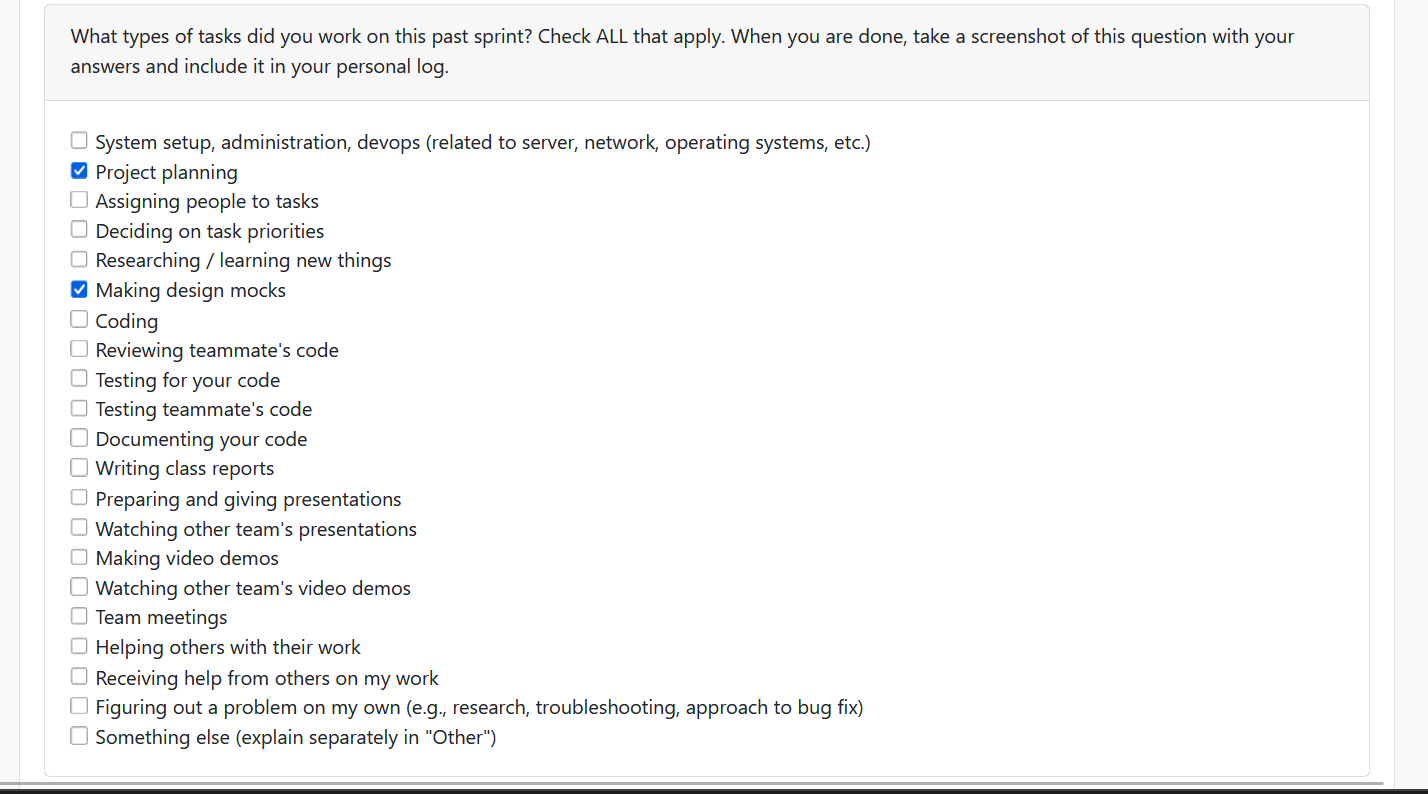 What types of tasks did you work on this past sprint? Check ALL that apply. When you are done, take a screenshot of this question with your
answers and include it in your personal log.
System setup, administration, devops (related to server, network, operating systems, etc.)
Project planning
Assigning people to tasks
Deciding on task priorities
Researching / learning new things
Making design mocks
Coding
Reviewing teammate's code
Testing for your code
Testing teammate's code
Documenting your code
Writing class reports
Preparing and giving presentations
Watching other team's presentations
Making video demos
Watching other team's video demos
Team meetings
Helping others with their work
Receiving help from others on my work
Figuring out a problem on my own (e.g., research, troubleshooting, approach to bug fix)
Something else (explain separately in "Other")